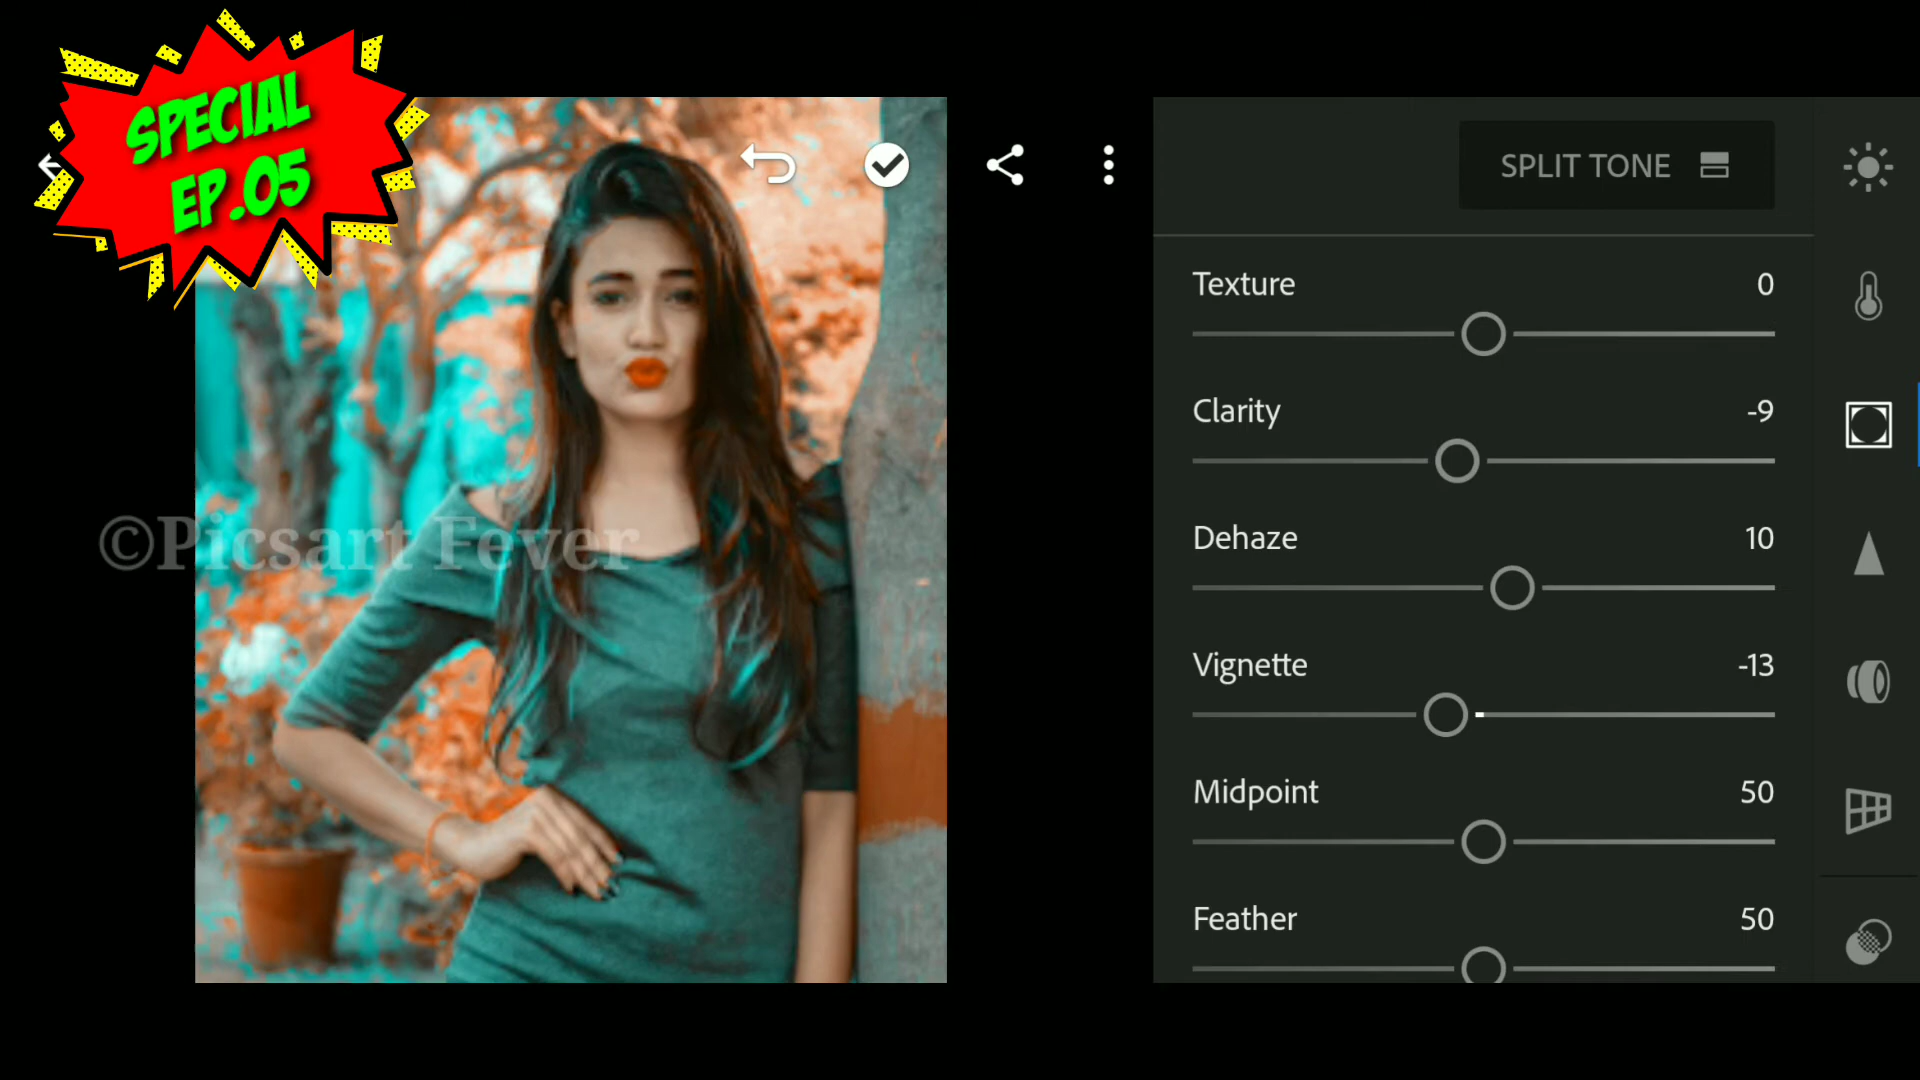 SPECIAL
EP.05
SPLIT TONE
Texture 0
Clarity -9
Dehaze 10
Vignette -13
Midpoint 50
Feather 50
©Picsart Fever